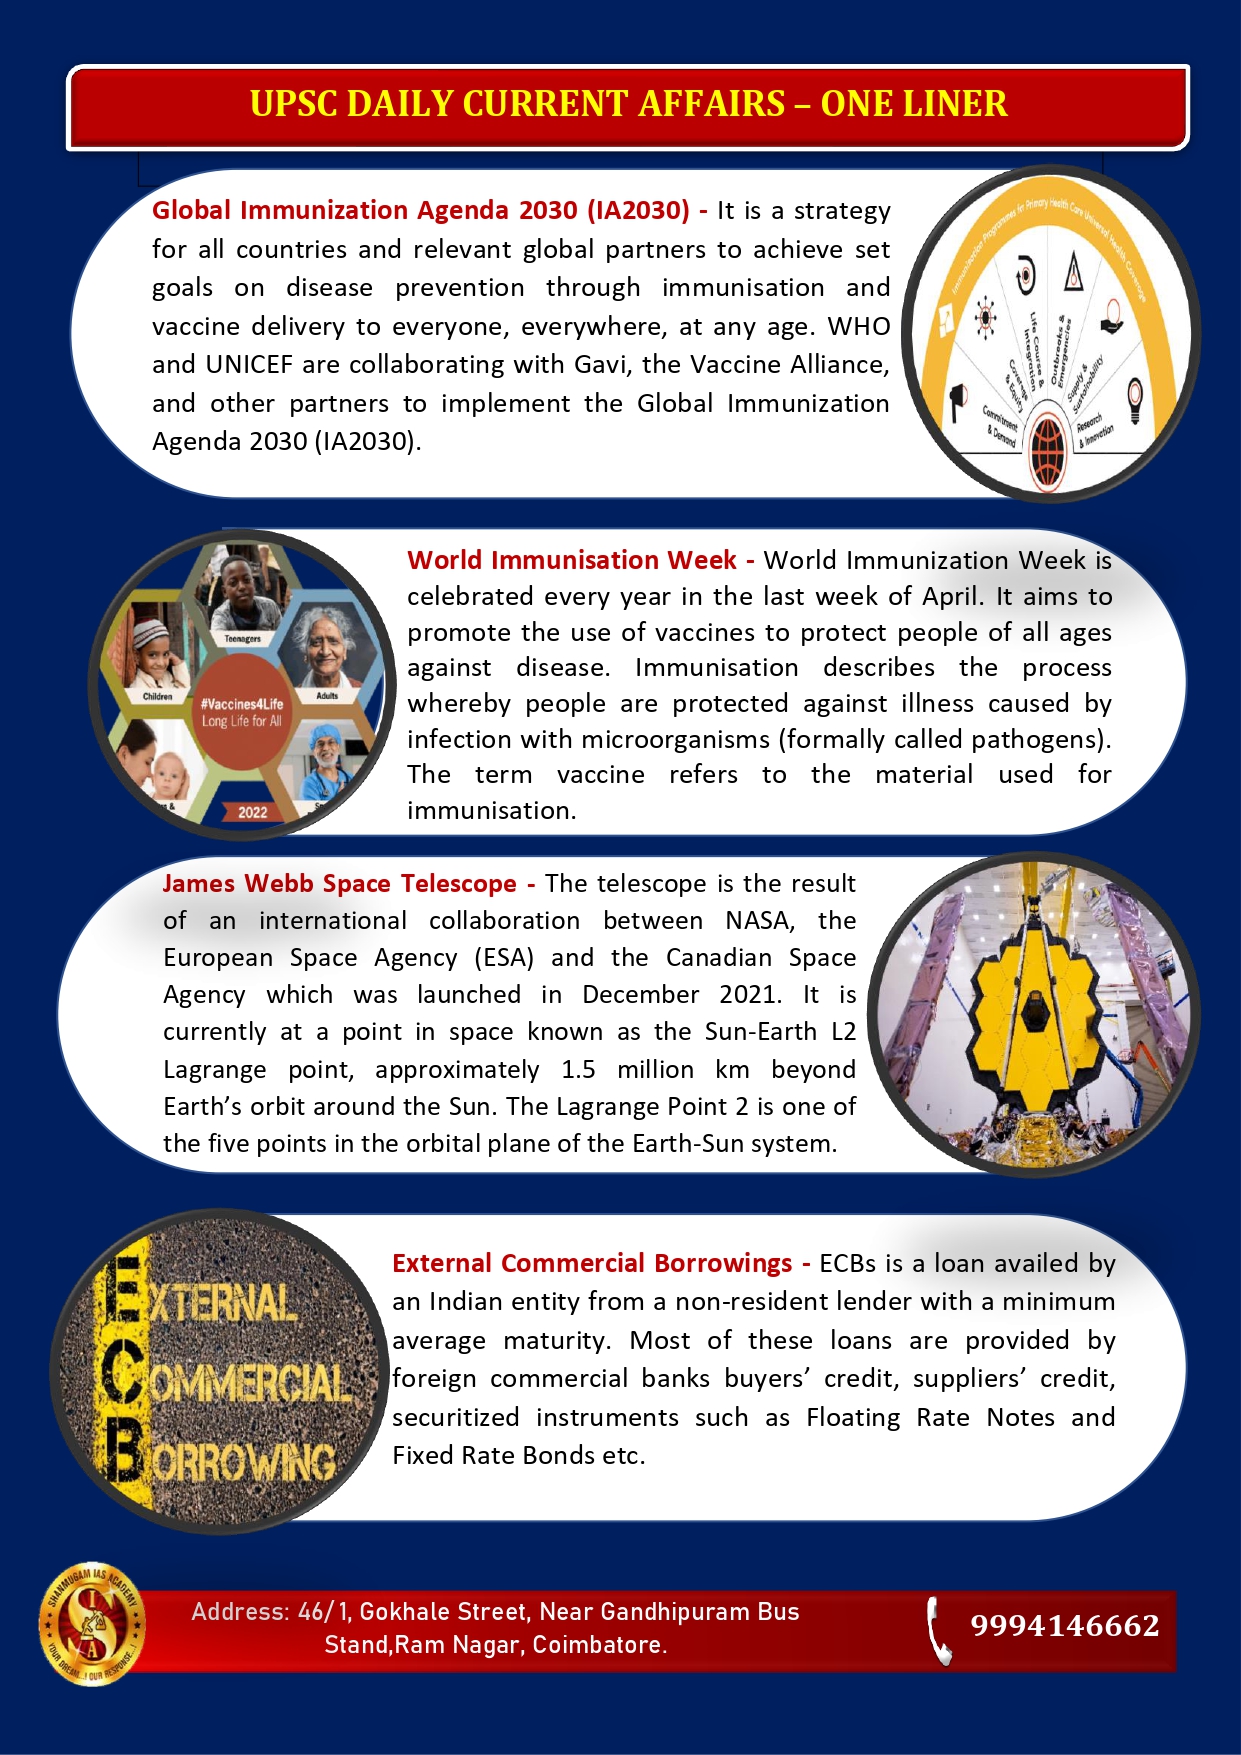 UPSC DAILY CURRENT AFFAIRS – ONE LINER
Global Immunization Agenda 2030 (IA2030) - It is a strategy
for all countries and relevant global partners to achieve set
goals on disease prevention through immunisation and
vaccine delivery to everyone, everywhere, at any age. WHO
and UNICEF are collaborating with Gavi, the Vaccine Alliance,
and other partners to implement the Global Immunization
Agenda 2030 (IA2030).
Immunisation Programmes for Primary Health Care Universal Health Coverage
Commitment
& Demand
Coverage
& Equity
Life Course &
Integration
Outbreaks &
Emergencies
Supply &
Sustainability
Research
& Innovation
World Immunisation Week - World Immunization Week is
celebrated every year in the last week of April. It aims to
promote the use of vaccines to protect people of all ages
against disease. Immunisation describes the process
whereby people are protected against illness caused by
infection with microorganisms (formally called pathogens).
The term vaccine refers to the material used for
immunisation.
Teenagers
Children
Adults
#Vaccines4Life
Long Life for All
2022
James Webb Space Telescope - The telescope is the result
of an international collaboration between NASA, the
European Space Agency (ESA) and the Canadian Space
Agency which was launched in December 2021. It is
currently at a point in space known as the Sun-Earth L2
Lagrange point, approximately 1.5 million km beyond
Earth’s orbit around the Sun. The Lagrange Point 2 is one of
the five points in the orbital plane of the Earth-Sun system.
EXTERNAL
COMMERCIAL
BORROWING
External Commercial Borrowings - ECBs is a loan availed by
an Indian entity from a non-resident lender with a minimum
average maturity. Most of these loans are provided by
foreign commercial banks buyers’ credit, suppliers’ credit,
securitized instruments such as Floating Rate Notes and
Fixed Rate Bonds etc.
SHANMUGAM IAS ACADEMY
YOUR DREAM...! OUR RESPONSE...!
Address: 46/1, Gokhale Street, Near Gandhipuram Bus
Stand,Ram Nagar, Coimbatore.
9994146662